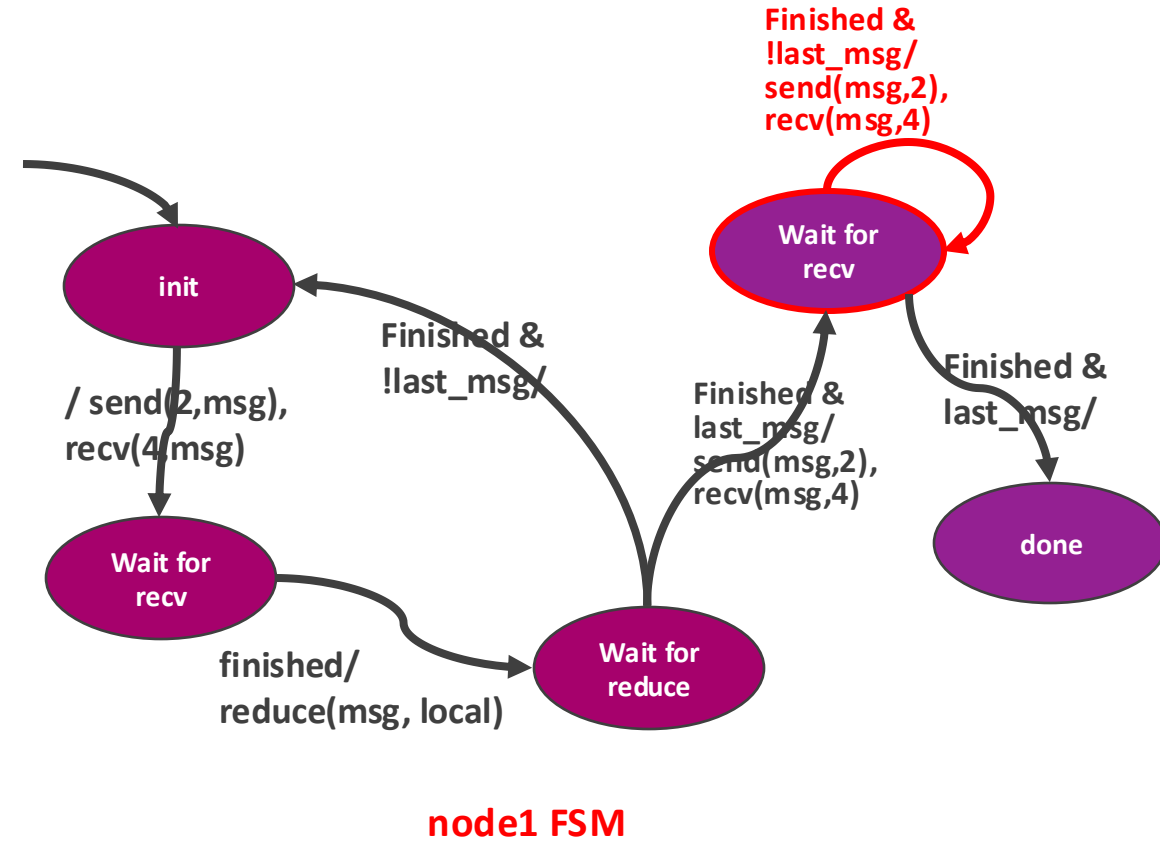 Finished &
!last_msg/
send(msg,2),
recv(msg,4)
Wait for
recv
init
Finished &
!last_msg/
Finished &
last_msg/
/ send(2,msg),
recv(4,msg)
Finished &
last_msg/
send(msg,2),
recv(msg,4)
Wait for
recv
done
finished/
reduce(msg, local)
Wait for
reduce
node1 FSM